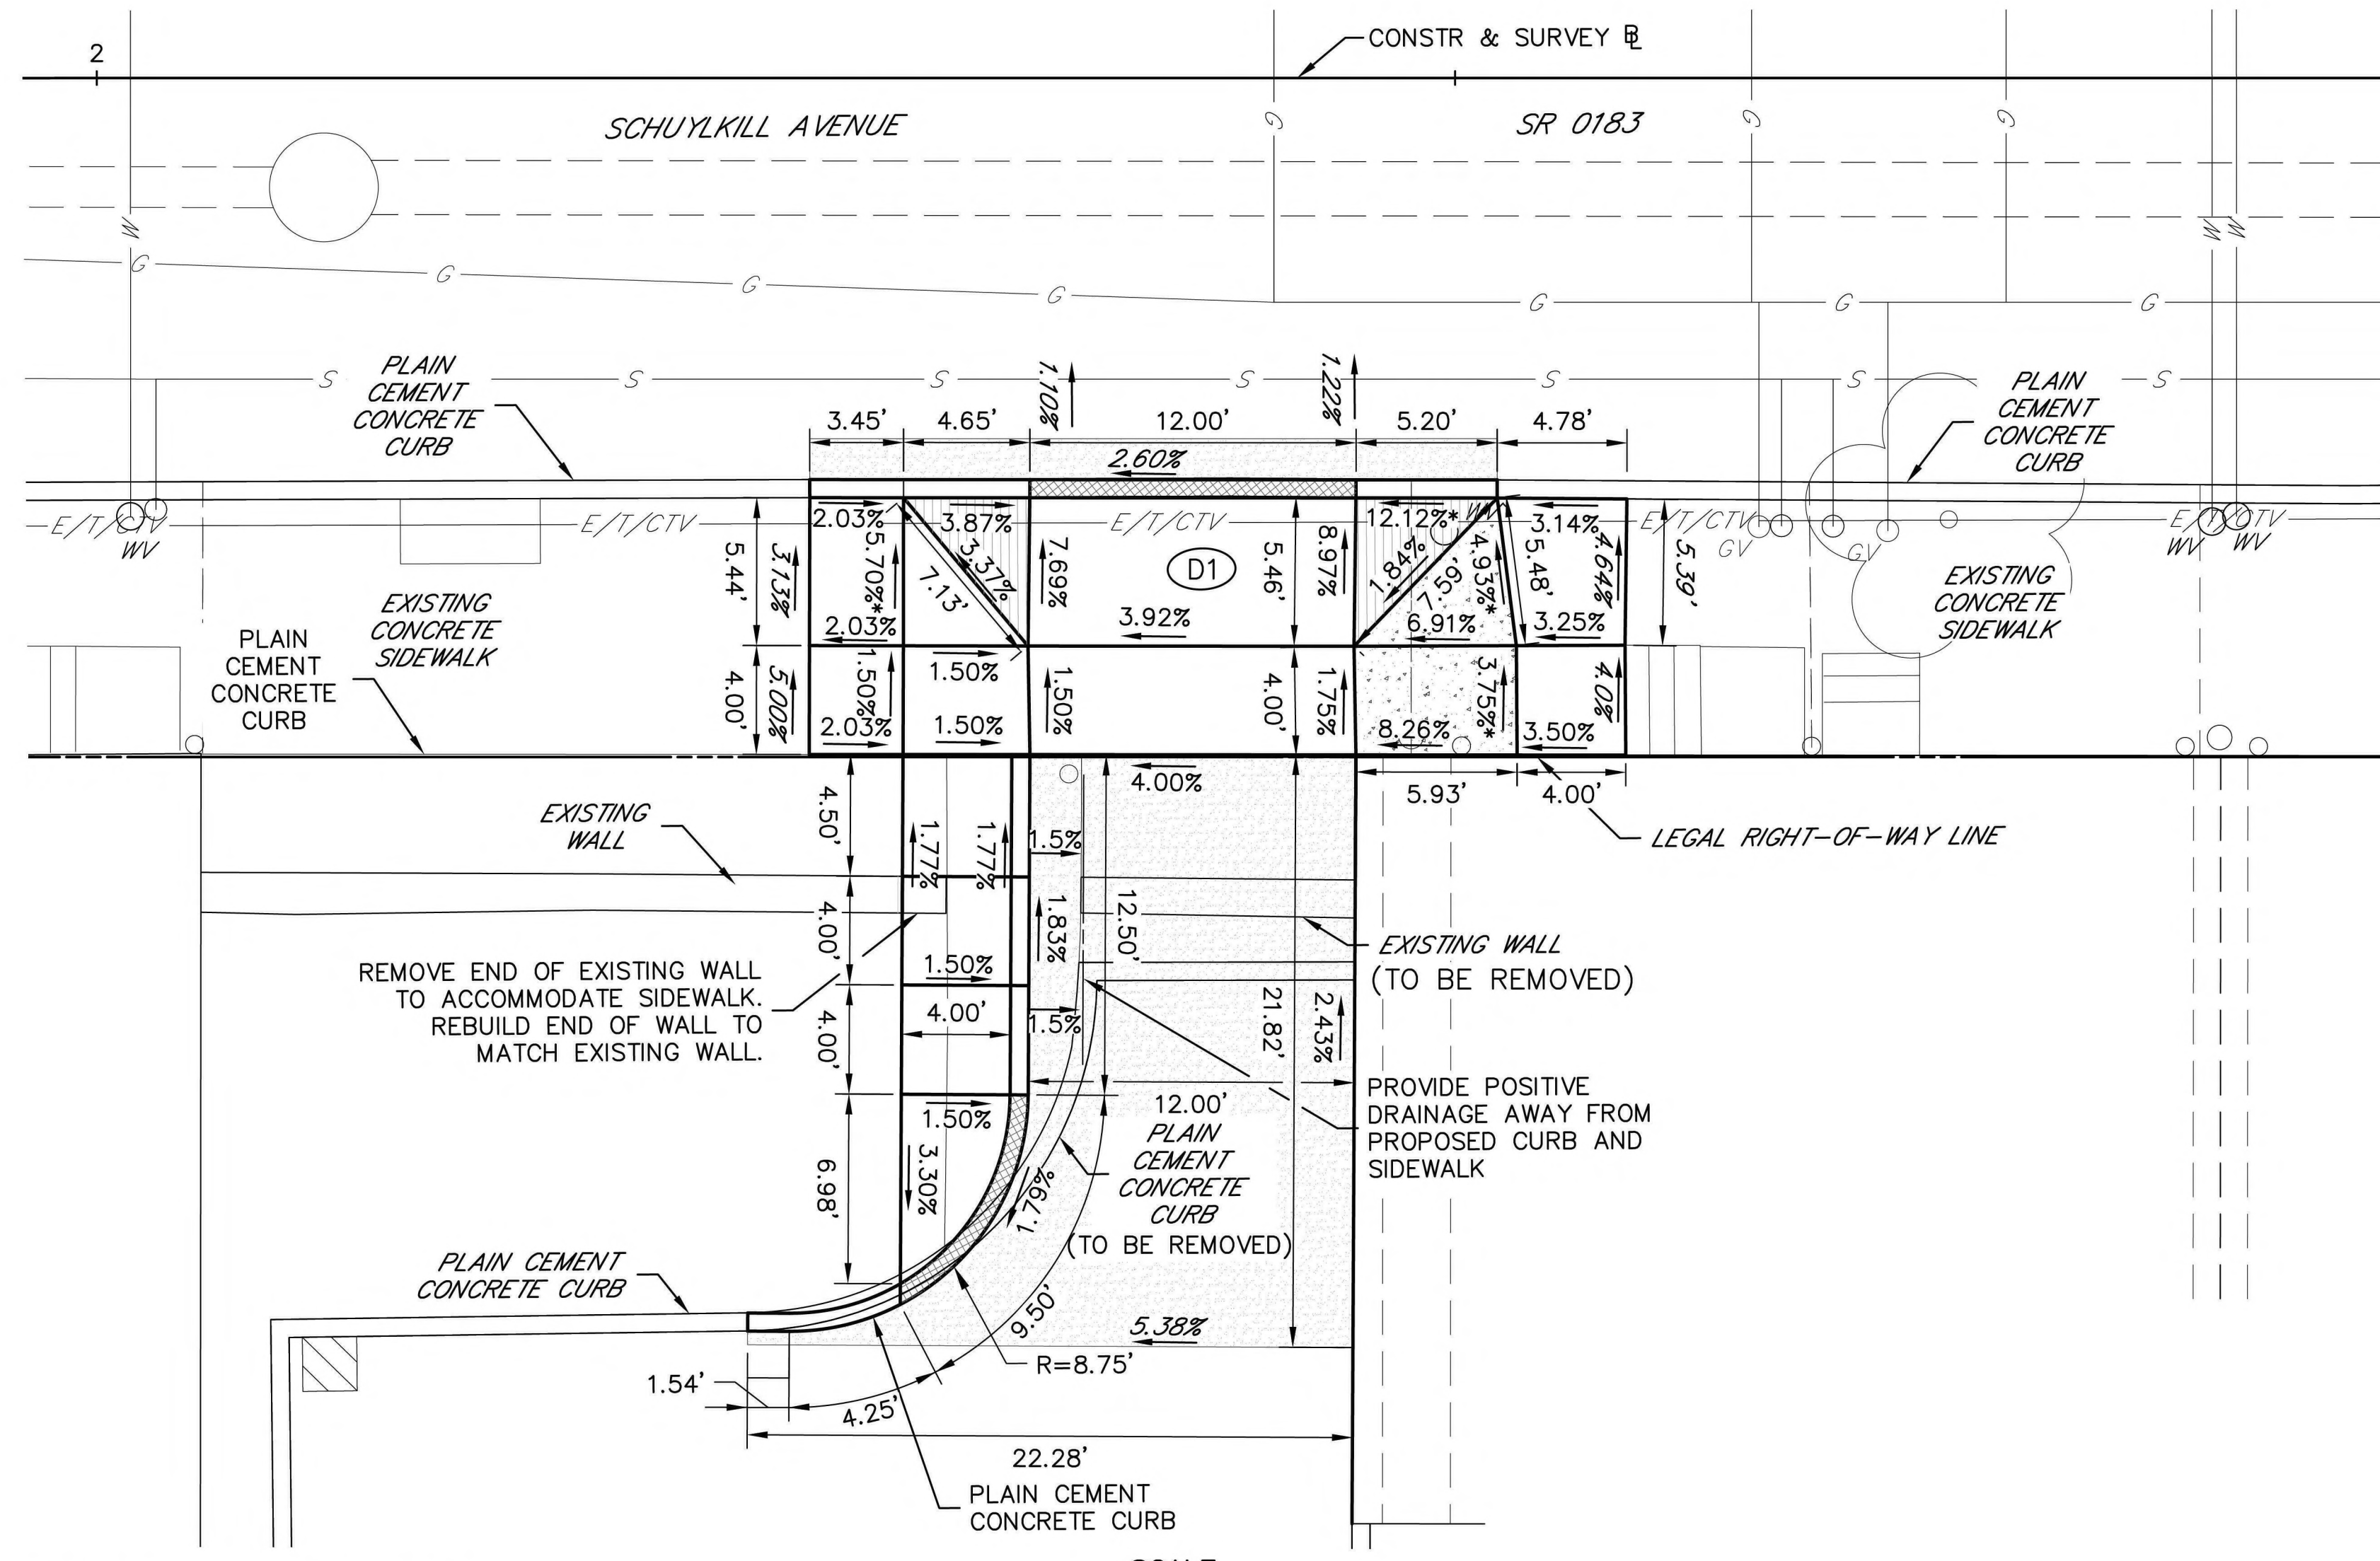 2
CONSTR & SURVEY BL
SCHUYLKILL AVENUE
SR 0183
W
G
G
G
W
W
G
G
G
G
G
G
G
S
S
S
S
S
S
S
PLAIN
CEMENT
CONCRETE
CURB
1.10%
1.22%
PLAIN
CEMENT
CONCRETE
CURB
3.45'
4.65'
12.00'
5.20'
4.78'
2.60%
E/T/CTV
WV
E/T/CTV
2.03%
3.87%
E/T/CTV
12.12%*
WV
3.14%
E/T/CTV
GV
GV
E/T/CTV
WV
WV
5.44'
3.13%
5.70%*
3.37%
7.13'
7.69%
D1
5.46'
8.97%
1.84%
7.59'
4.93%*
5.48'
4.64%
5.39'
EXISTING
CONCRETE
SIDEWALK
EXISTING
CONCRETE
SIDEWALK
2.03%
3.92%
6.91%
3.25%
PLAIN
CEMENT
CONCRETE
CURB
4.00'
5.00%
1.50%
1.50%
1.50%
4.00'
1.75%
3.75%*
4.0%
2.03%
1.50%
8.26%
3.50%
4.00%
5.93'
4.00'
LEGAL RIGHT-OF-WAY LINE
EXISTING
WALL
4.50'
1.77%
1.77%
1.5%
4.00'
1.83%
12.50'
EXISTING WALL
(TO BE REMOVED)
REMOVE END OF EXISTING WALL
TO ACCOMMODATE SIDEWALK.
REBUILD END OF WALL TO
MATCH EXISTING WALL.
1.50%
4.00'
4.00'
1.5%
21.82'
2.43%
PROVIDE POSITIVE
DRAINAGE AWAY FROM
PROPOSED CURB AND
SIDEWALK
12.00'
1.50%
PLAIN
CEMENT
CONCRETE
CURB
(TO BE REMOVED)
6.98'
3.30%
1.79%
PLAIN CEMENT
CONCRETE CURB
9.50'
5.38%
R=8.75'
1.54'
4.25'
22.28'
PLAIN CEMENT
CONCRETE CURB